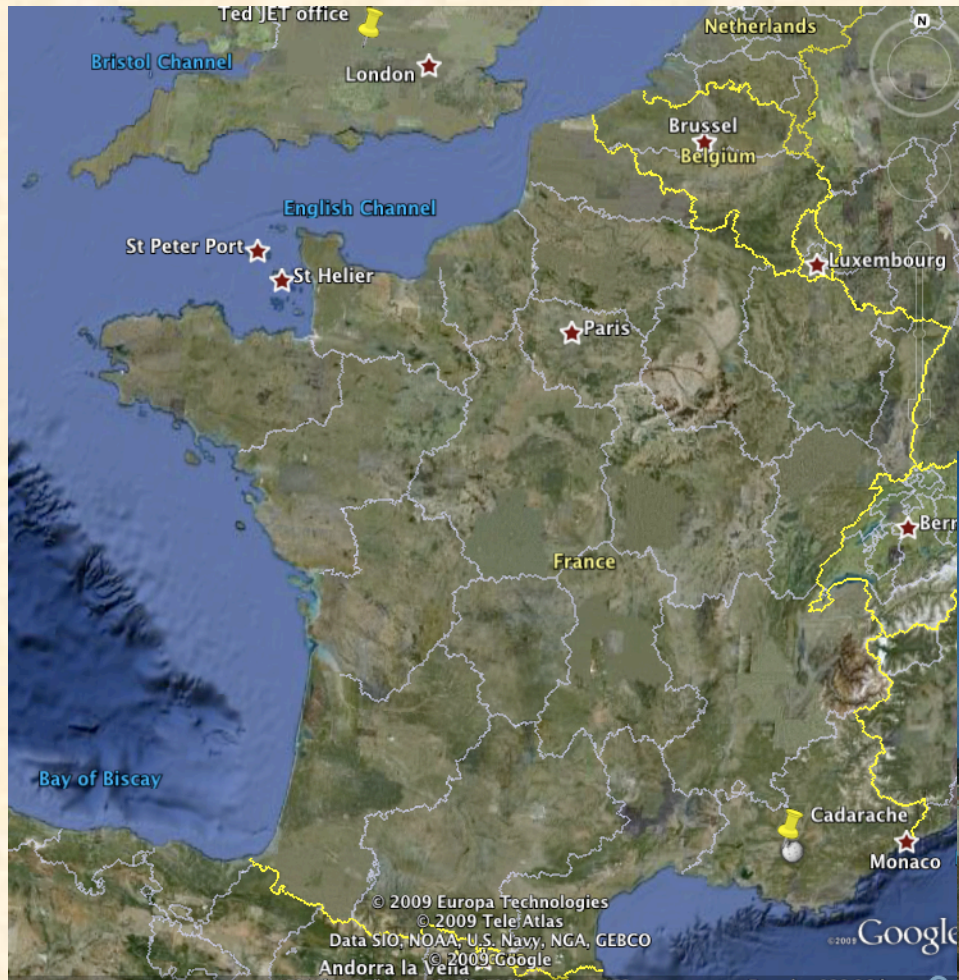 Ted JET office
Netherlands
N
Bristol Channel
London
Brussel
Belgium
English Channel
St Peter Port
St Helier
Luxembourg
Paris
Bern
France
Bay of Biscay
Cadarache
Monaco
© 2009 Europa Technologies
© 2009 Tele Atlas
Data SIO, NOAA, U.S. Navy, NGA, GEBCO
© 2009 Google
©2009 Google
Andorra la Vella